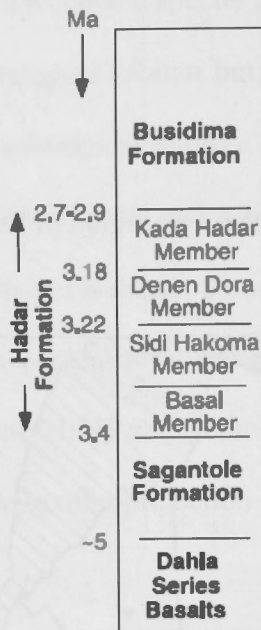 Ma
Busidima
Formation
2.7-2.9
Kada Hadar
Member
3.18
Denen Dora
Member
3.22
Sidi Hakoma
Member
Hadar
Formation
Basal
Member
3.4
Sagantole
Formation
~5
Dahla
Series
Basalts